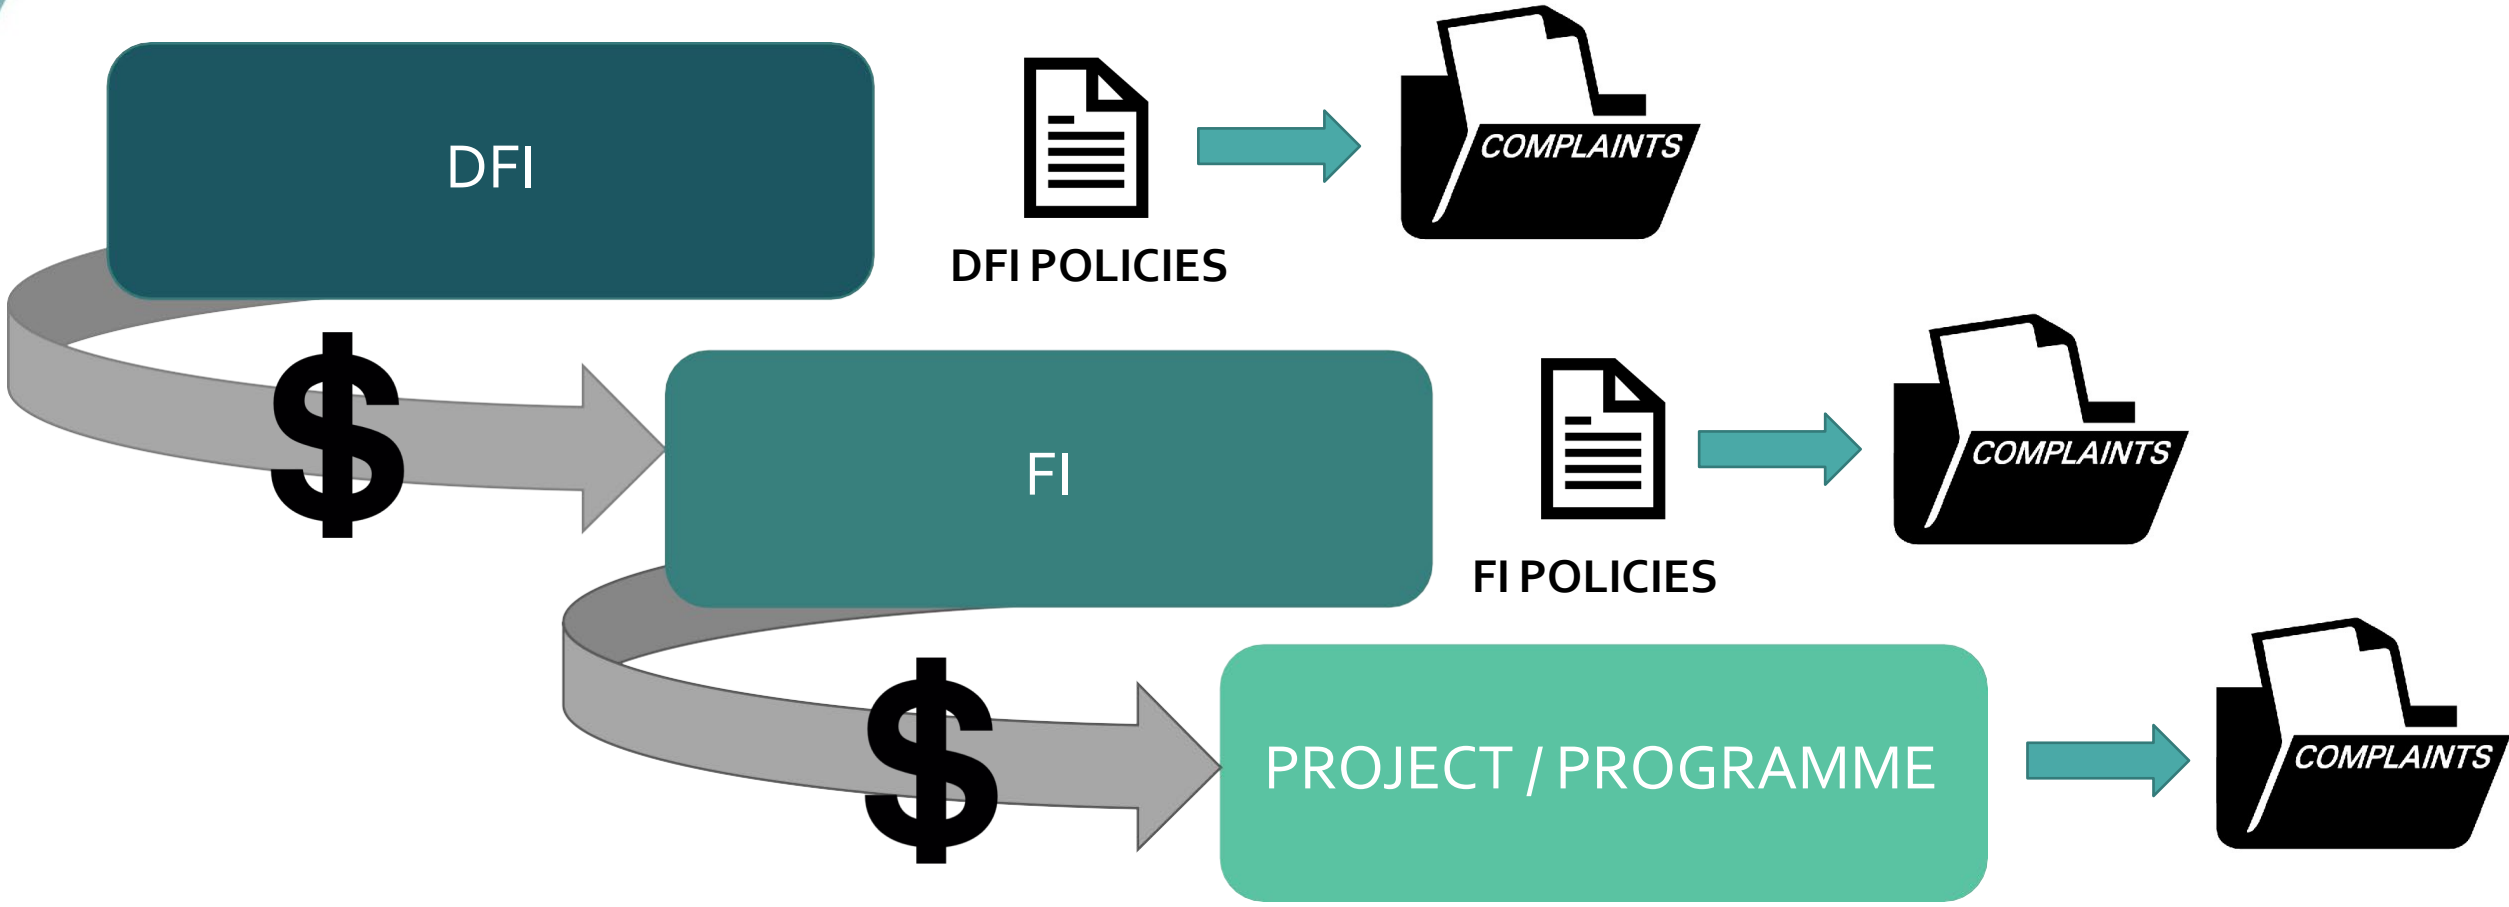 DFI
COMPLAINTS
DFI POLICIES
$
FI
COMPLAINTS
FI POLICIES
$
PROJECT / PROGRAMME
COMPLAINTS